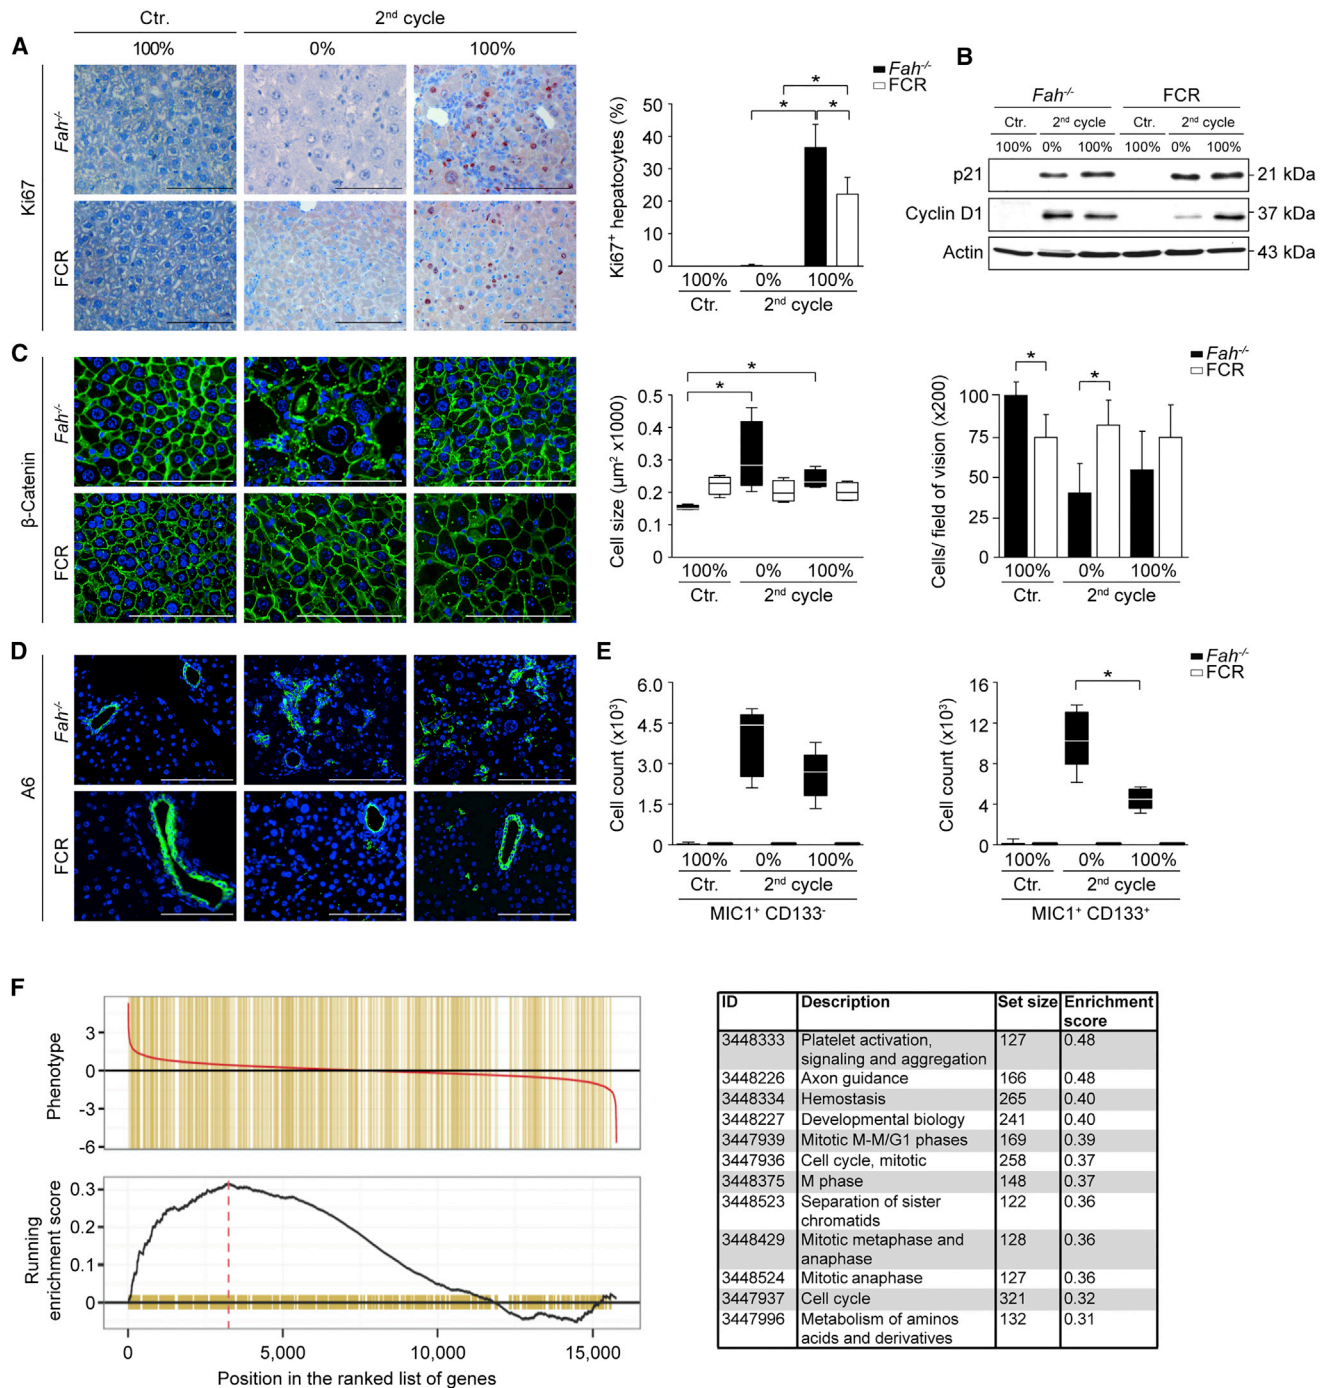 Ctr.
2nd cycle
100%
0%
100%
A
Ki67
Fah-/-
FCR
Ki67+ hepatocytes (%)
50
40
30
20
10
0
*
*
*
Fah-/-
FCR
100%
0%
100%
Ctr.
2nd cycle
B
Fah-/-
FCR
Ctr.
2nd cycle
Ctr.
2nd cycle
100%
0%
100%
100%
0%
100%
p21
21 kDa
Cyclin D1
37 kDa
Actin
43 kDa
C
β-Catenin
Fah-/-
FCR
Cell size (μm2 x1000)
0.5
0.4
0.3
0.2
0.1
0
*
*
100%
0%
100%
Ctr.
2nd cycle
Cells/ field of vision (x200)
100
75
50
25
0
*
*
Fah-/-
FCR
100%
0%
100%
Ctr.
2nd cycle
D
A6
Fah-/-
FCR
E
Cell count (x103)
6.0
4.5
3.0
1.5
0
100%
0%
100%
Ctr.
2nd cycle
MIC1+ CD133-
Cell count (x103)
16
12
8
4
0
*
Fah-/-
FCR
100%
0%
100%
Ctr.
2nd cycle
MIC1+ CD133+
F
Phenotype
3
0
-3
-6
Running
enrichment score
0.3
0.2
0.1
0
0
5,000
10,000
15,000
Position in the ranked list of genes
ID Description Set size Enrichment
score
3448333 Platelet activation, 127 0.48
signaling and aggregation
3448226 Axon guidance 166 0.48
3448334 Hemostasis 265 0.40
3448227 Developmental biology 241 0.40
3447939 Mitotic M-M/G1 phases 169 0.39
3447936 Cell cycle, mitotic 258 0.37
3448375 M phase 148 0.37
3448523 Separation of sister 122 0.36
chromatids
3448429 Mitotic metaphase and 128 0.36
anaphase
3448524 Mitotic anaphase 127 0.36
3447937 Cell cycle 321 0.32
3447996 Metabolism of aminos 132 0.31
acids and derivatives